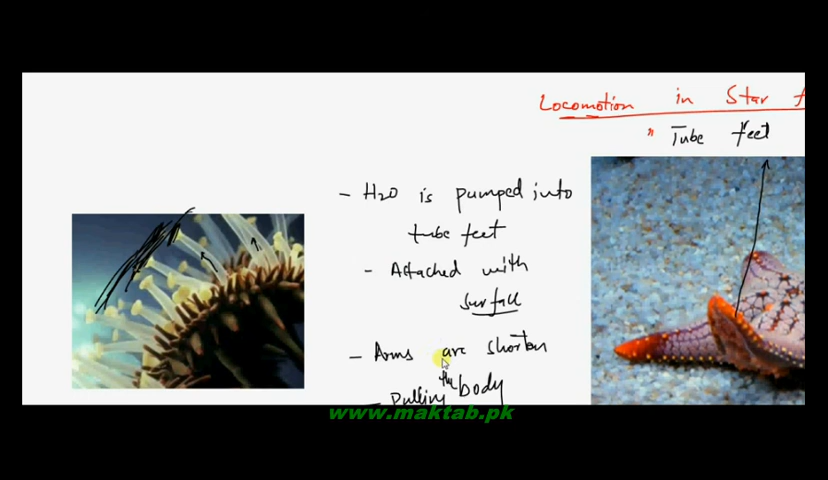 Locomotion in Star f
" Tube feet
- H2O is pumped into
tube feet
- Attached with
surface
- Arms are shorten
- Pulling the body
www.maktab.pk